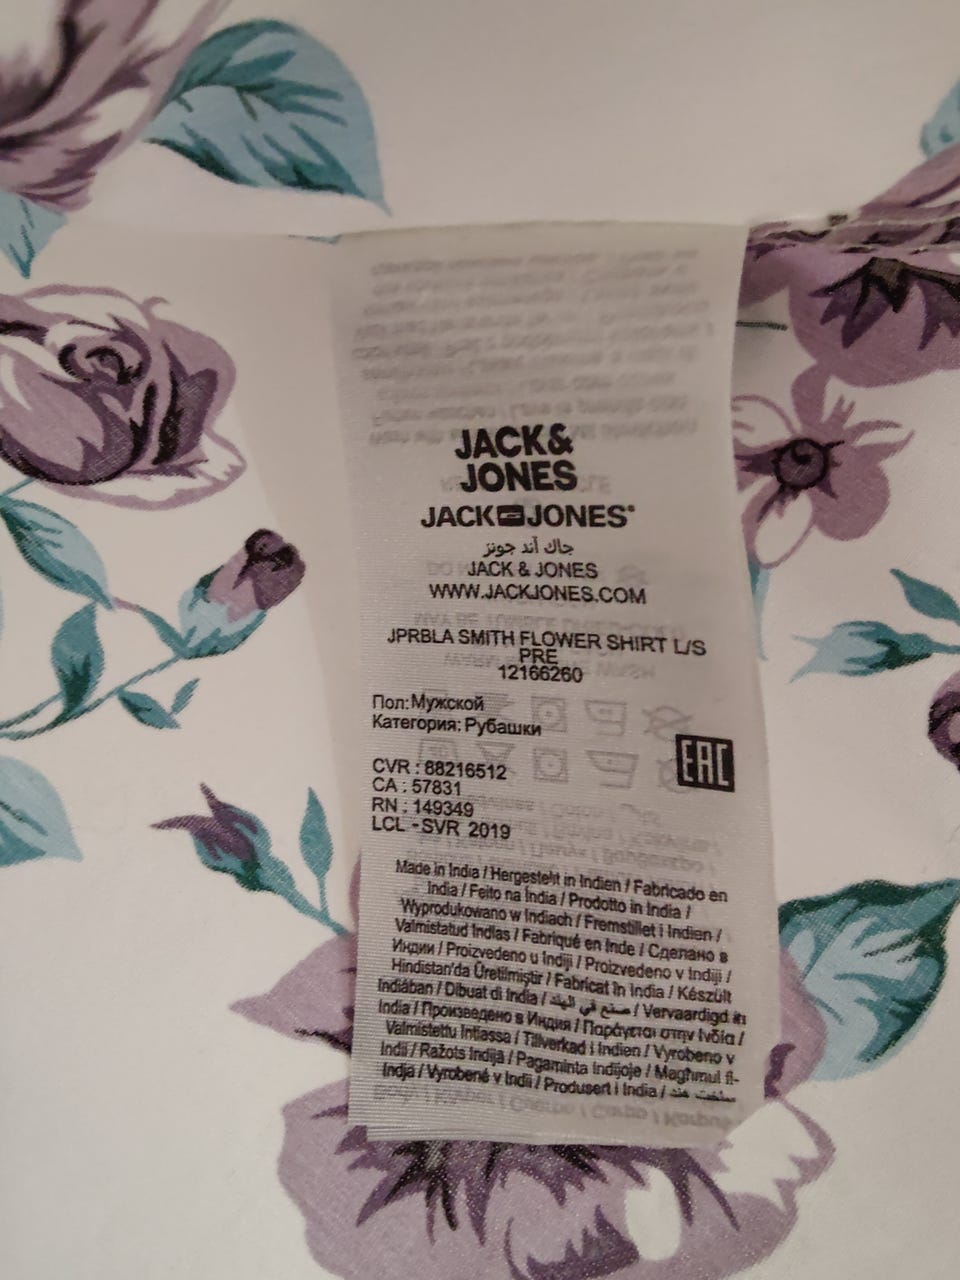 JACK&
JONES
JACK JONES®
جاك أند جونز
JACK & JONES
WWW.JACKJONES.COM
JPRBLA SMITH FLOWER SHIRT L/S
PRE
12166260
Пол: Мужской
Категория: Рубашки
EAC
CVR : 88216512
CA : 57831
RN : 149349
LCL - SVR 2019
Made in India / Hergestellt in Indien / Fabricado en
India / Feito na Índia / Prodotto in India /
Wyprodukowano w Indiach / Fremstillet i Indien /
Valmistatud Indias / Fabriqué en Inde / Сделано в
Индии / Proizvedeno u Indiji / Proizvedeno v Indiji /
Hindistan'da Üretilmiştir / Fabricat în India / Készült
Indiában / Dibuat di India / صنع في الهند / Vervaardigd in
India / Произведено в Индия / Παράγεται στην Ινδία /
Valmistettu Intiassa / Tillverkad i Indien / Vyrobeno v
Indii / Ražots Indijā / Pagaminta Indijoje / Magħmul fl-
Indja / Vyrobené v Indii / Produsert i India / ساخت هند